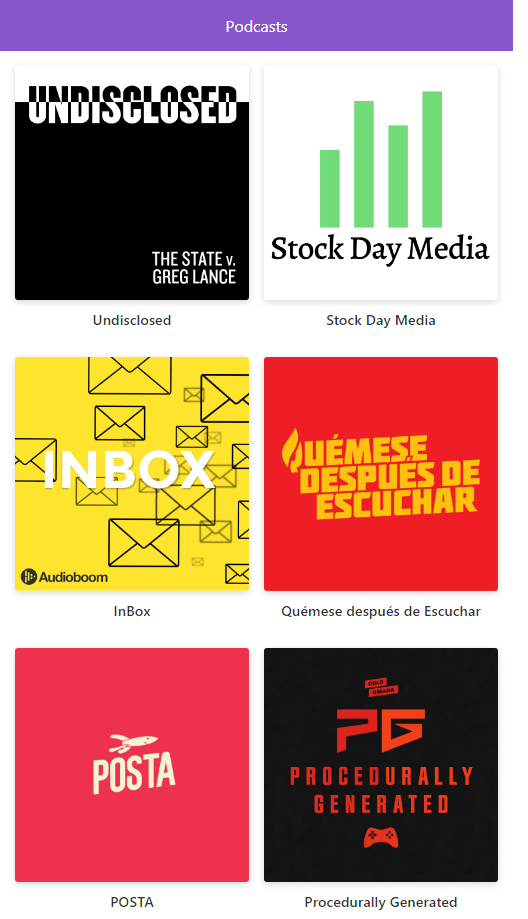 Podcasts
UNDISCLOSED
THE STATE v.
GREG LANCE
Undisclosed
Stock Day Media
Stock Day Media
INBOX
Audioboom
InBox
QUÉMESE
DESPUÉS DE
ESCUCHAR
Quémese después de Escuchar
POSTA
POSTA
COLD
OMAHA
PG
PROCEDURALLY
GENERATED
Procedurally Generated